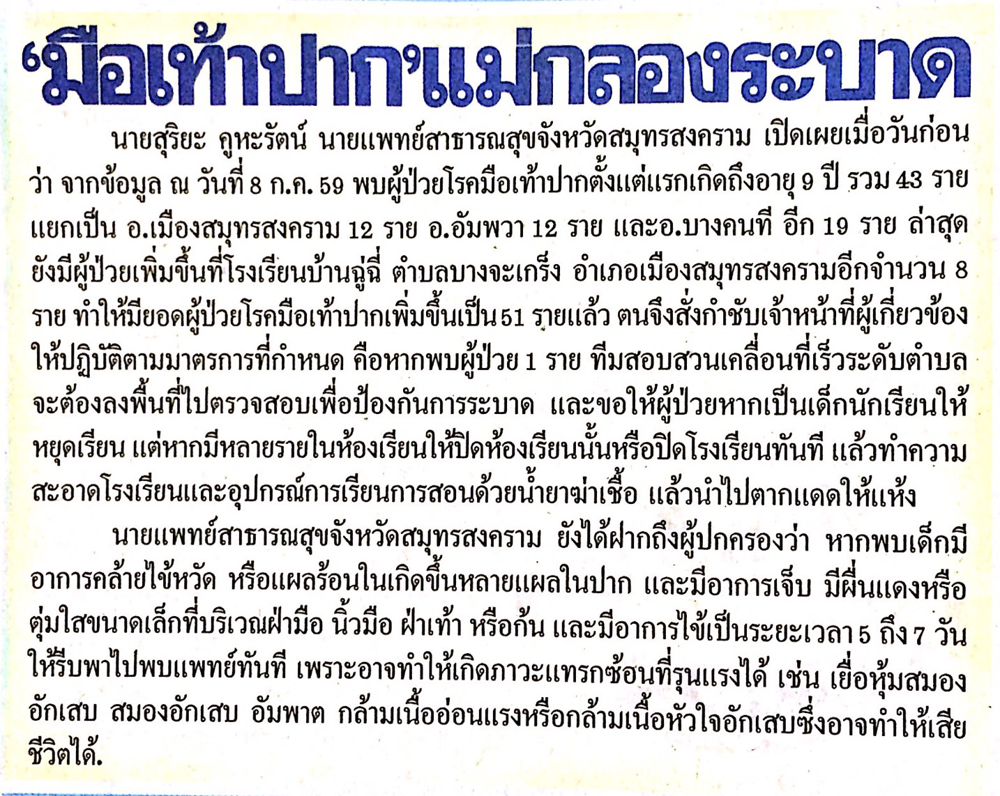 ‘มือเท้าปาก’แม่กลองระบาด
นายสุริยะ คูหะรัตน์ นายแพทย์สาธารณสุขจังหวัดสมุทรสงคราม เปิดเผยเมื่อวันก่อน
ว่า จากข้อมูล ณ วันที่ 8 ก.ค. 59 พบผู้ป่วยโรคมือเท้าปากตั้งแต่แรกเกิดถึงอายุ 9 ปี รวม 43 ราย
แยกเป็น อ.เมืองสมุทรสงคราม 12 ราย อ.อัมพวา 12 ราย และอ.บางคนที อีก 19 ราย ล่าสุด
ยังมีผู้ป่วยเพิ่มขึ้นที่โรงเรียนบ้านฉู่ฉี่ ตำบลบางจะเกร็ง อำเภอเมืองสมุทรสงครามอีกจำนวน 8
ราย ทำให้มียอดผู้ป่วยโรคมือเท้าปากเพิ่มขึ้นเป็น 51 รายแล้ว ตนจึงสั่งกำชับเจ้าหน้าที่ผู้เกี่ยวข้อง
ให้ปฏิบัติตามมาตรการที่กำหนด คือหากพบผู้ป่วย 1 ราย ทีมสอบสวนเคลื่อนที่เร็วระดับตำบล
จะต้องลงพื้นที่ไปตรวจสอบเพื่อป้องกันการระบาด และขอให้ผู้ป่วยหากเป็นเด็กนักเรียนให้
หยุดเรียน แต่หากมีหลายรายในห้องเรียนให้ปิดห้องเรียนนั้นหรือปิดโรงเรียนทันที แล้วทำความ
สะอาดโรงเรียนและอุปกรณ์การเรียนการสอนด้วยน้ำยาฆ่าเชื้อ แล้วนำไปตากแดดให้แห้ง
นายแพทย์สาธารณสุขจังหวัดสมุทรสงคราม ยังได้ฝากถึงผู้ปกครองว่า หากพบเด็กมี
อาการคล้ายไข้หวัด หรือแผลร้อนในเกิดขึ้นหลายแผลในปาก และมีอาการเจ็บ มีผื่นแดงหรือ
ตุ่มใสขนาดเล็กที่บริเวณฝ่ามือ นิ้วมือ ฝ่าเท้า หรือก้น และมีอาการไข้เป็นระยะเวลา 5 ถึง 7 วัน
ให้รีบพาไปพบแพทย์ทันที เพราะอาจทำให้เกิดภาวะแทรกซ้อนที่รุนแรงได้ เช่น เยื่อหุ้มสมอง
อักเสบ สมองอักเสบ อัมพาต กล้ามเนื้ออ่อนแรงหรือกล้ามเนื้อหัวใจอักเสบซึ่งอาจทำให้เสีย
ชีวิตได้.